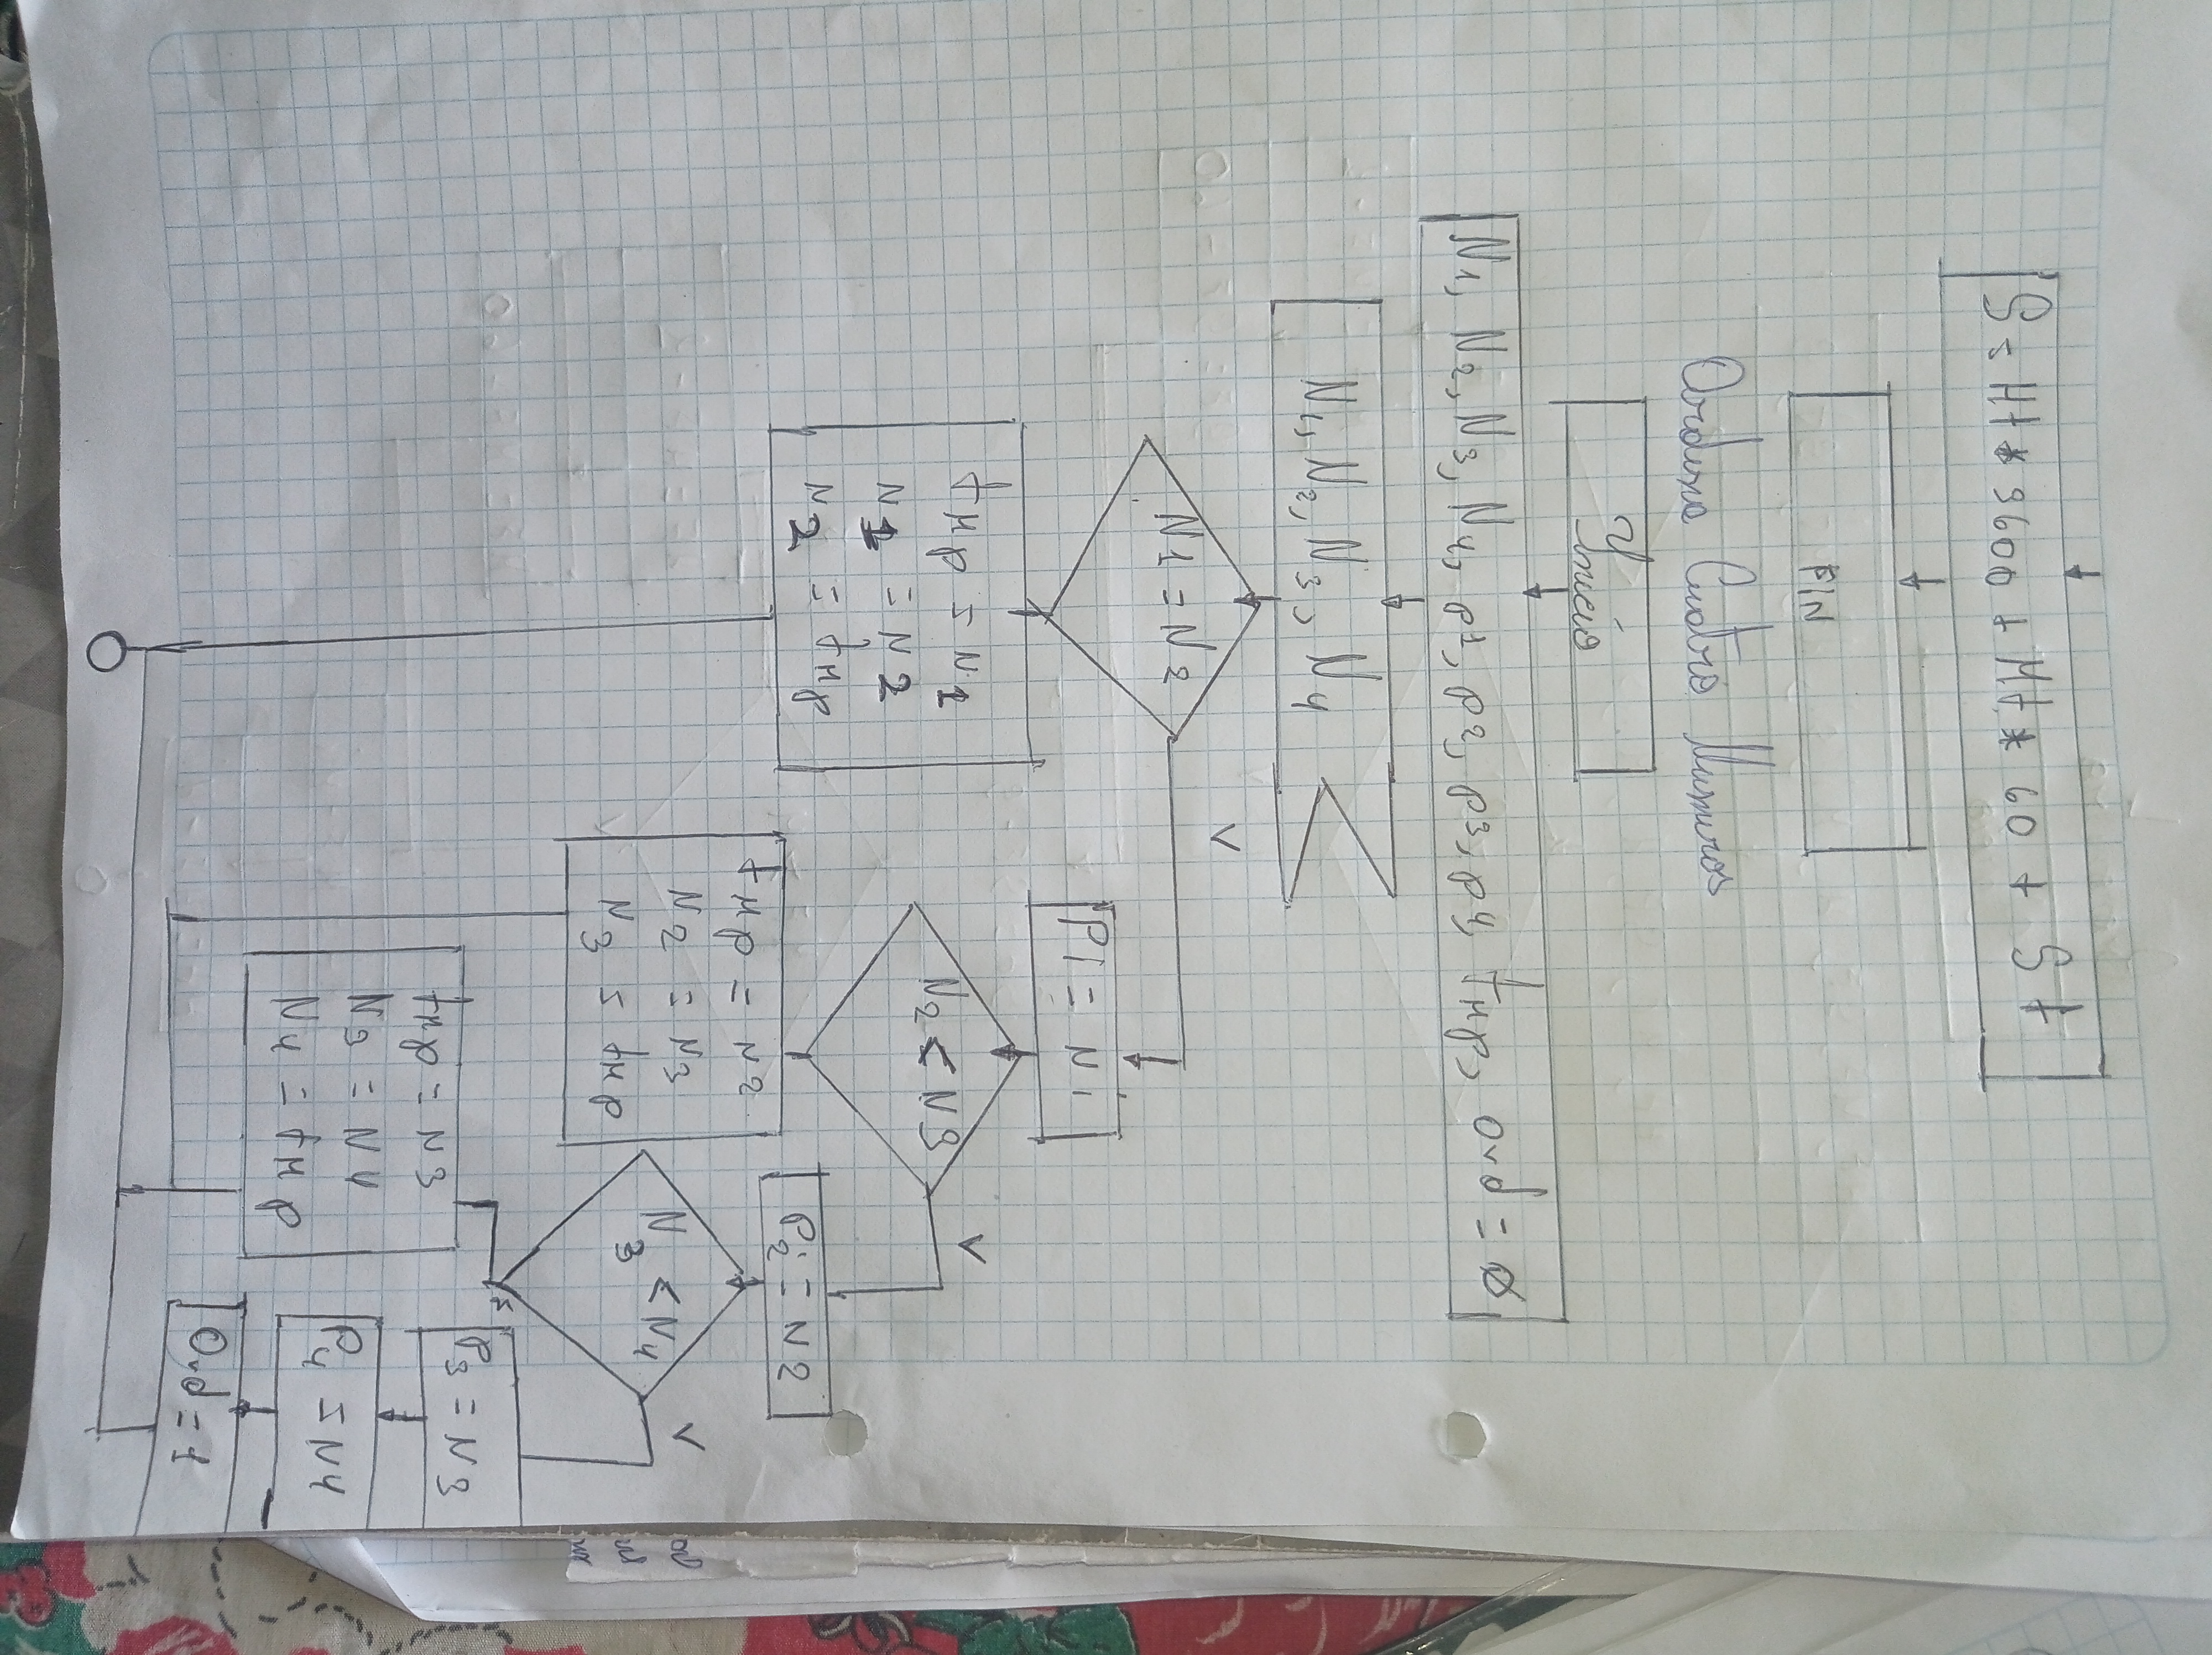 S = H * 3600 + M * 60 + St
FIN
Ordena Cuatro Numeros
Inicio
N1, N2, N3, N4, P1, P2, P3, P4, tmp, ord = ø
N1, N2, N3, N4
N1 = N2
V
tmp = N1
N1 = N2
N2 = tmp
P1 = N1
N2 < N3
V
tmp = N2
N2 = N3
N3 = tmp
P2 = N2
N3 < N4
V
F
tmp = N3
N3 = N4
N4 = tmp
P3 = N3
P4 = N4
Ord = 1